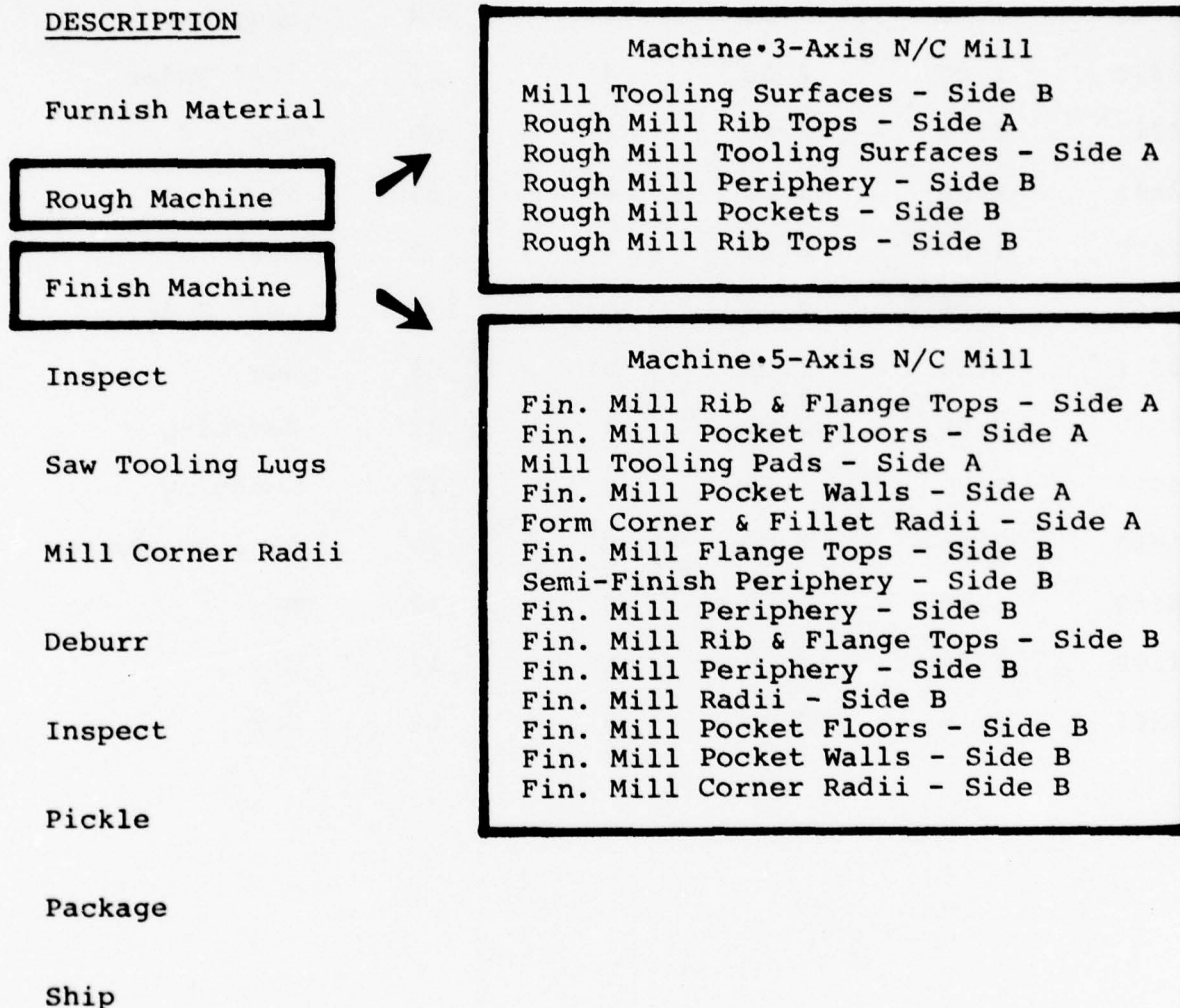 DESCRIPTION
Furnish Material
Rough Machine
Finish Machine
Inspect
Saw Tooling Lugs
Mill Corner Radii
Deburr
Inspect
Pickle
Package
Ship
Machine•3-Axis N/C Mill
Mill Tooling Surfaces - Side B
Rough Mill Rib Tops - Side A
Rough Mill Tooling Surfaces - Side A
Rough Mill Periphery - Side B
Rough Mill Pockets - Side B
Rough Mill Rib Tops - Side B
Machine•5-Axis N/C Mill
Fin. Mill Rib & Flange Tops - Side A
Fin. Mill Pocket Floors - Side A
Mill Tooling Pads - Side A
Fin. Mill Pocket Walls - Side A
Form Corner & Fillet Radii - Side A
Fin. Mill Flange Tops - Side B
Semi-Finish Periphery - Side B
Fin. Mill Periphery - Side B
Fin. Mill Rib & Flange Tops - Side B
Fin. Mill Periphery - Side B
Fin. Mill Radii - Side B
Fin. Mill Pocket Floors - Side B
Fin. Mill Pocket Walls - Side B
Fin. Mill Corner Radii - Side B